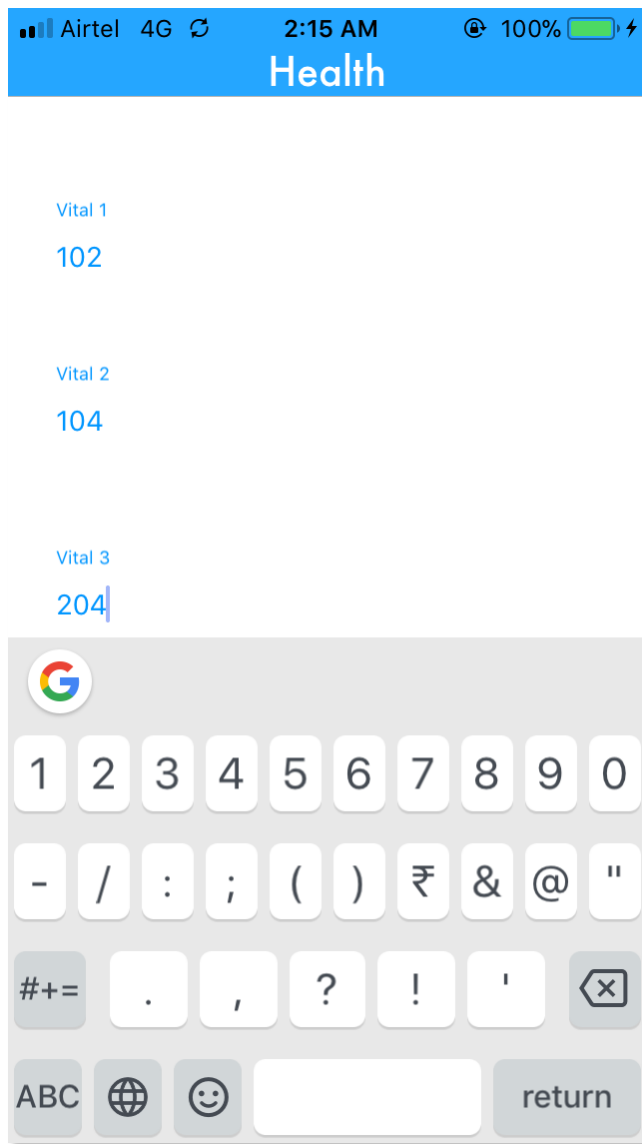 Airtel 4G 2:15 AM 100%
Health
Vital 1
102
Vital 2
104
Vital 3
204
G
1 2 3 4 5 6 7 8 9 0
- / : ; ( ) ₹ & @ "
#+= . , ? ! '
ABC return